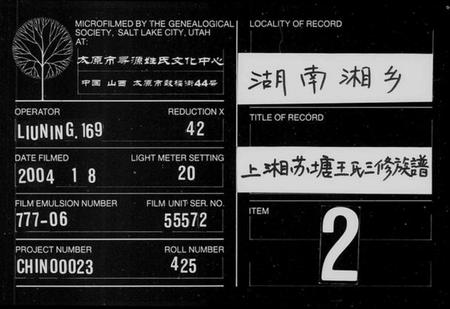 MICROFILMED BY THE GENEALOGICAL
SOCIETY, SALT LAKE CITY, UTAH
AT:
太原市寻源姓氏文化中心
中国 山西 太原市鼓楼街44号
OPERATOR
REDUCTION X
LIUNING.169
42
DATE FILMED
LIGHT METER SETTING
2004 1 8
20
FILM EMULSION NUMBER
FILM UNIT SER. NO.
777-06
55572
PROJECT NUMBER
ROLL NUMBER
CHIN00023
425
LOCALITY OF RECORD
湖南湘乡
TITLE OF RECORD
上湘苏塘王氏三修族譜
ITEM
2